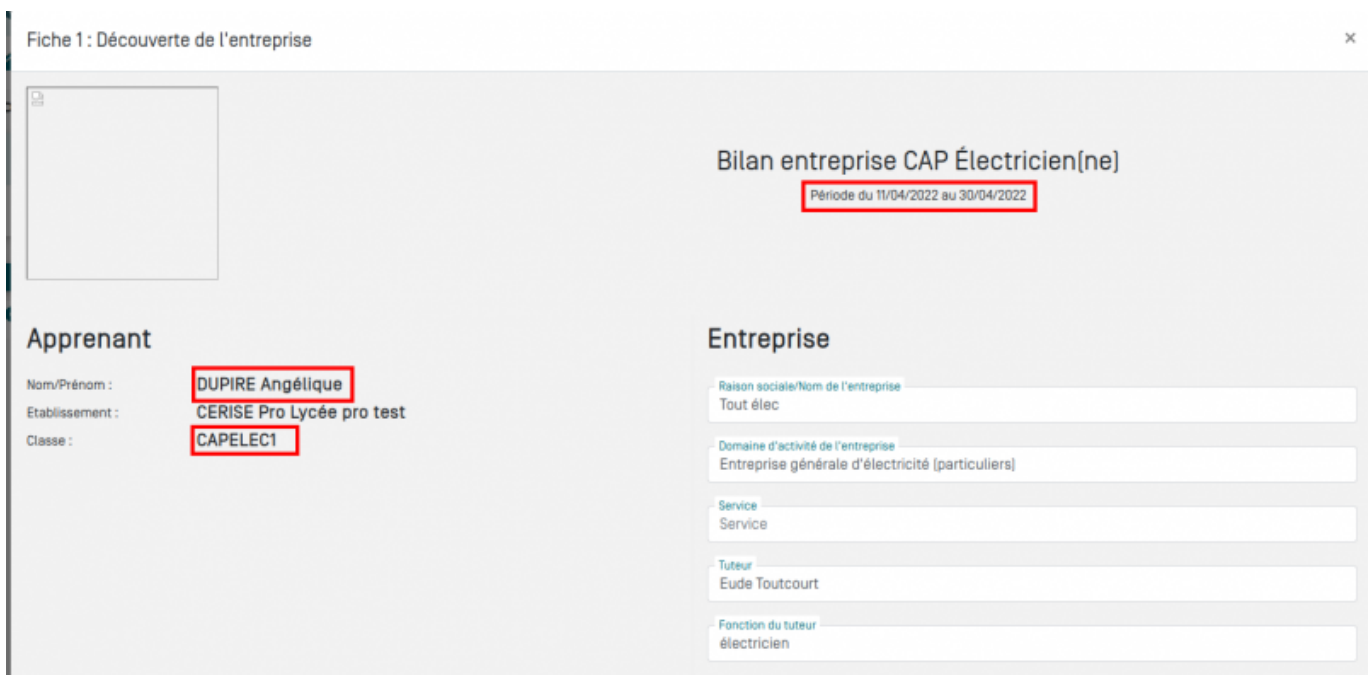 Fiche 1 : Découverte de l'entreprise
×
Bilan entreprise CAP Électricien(ne)
Période du 11/04/2022 au 30/04/2022
Apprenant
Nom/Prénom : DUPIRE Angélique
Etablissement : CERISE Pro Lycée pro test
Classe : CAPELEC1
Entreprise
Raison sociale/Nom de l'entreprise
Tout élec
Domaine d'activité de l'entreprise
Entreprise générale d'électricité (particuliers)
Service
Service
Tuteur
Eude Toutcourt
Fonction du tuteur
électricien